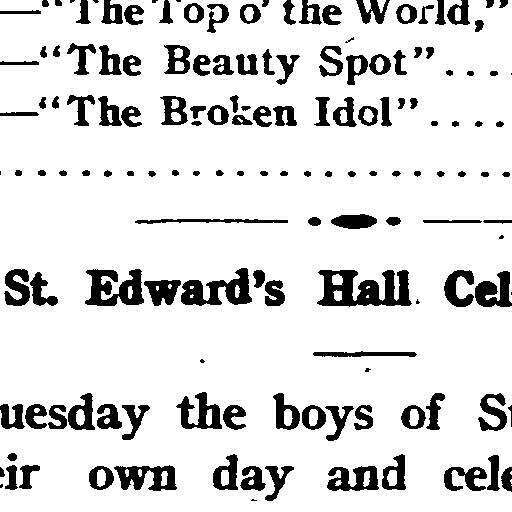 —“The Top o’ the World,”
—“The Beauty Spot”....
—“The Broken Idol”....
St. Edward’s Hall Cel
uesday the boys of S
eir own day and cele